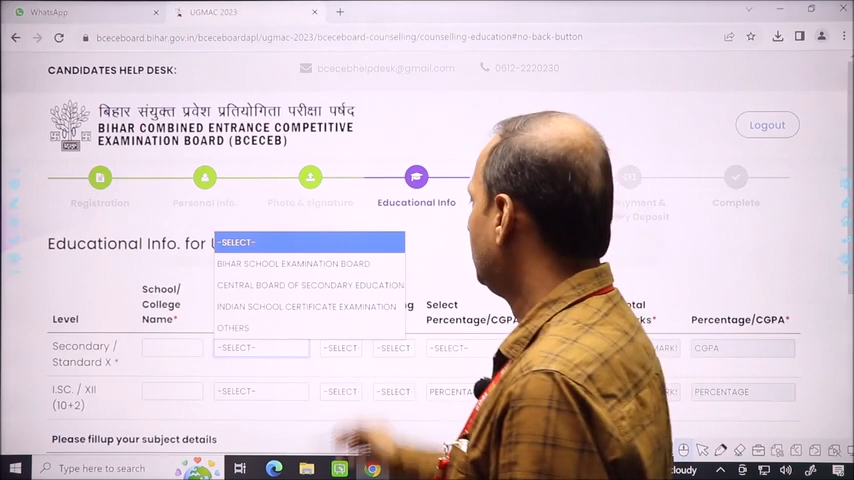 WhatsApp
UGMAC 2023
bceceboard.bihar.gov.in/bceceboardapl/ugmac-2023/bceceboard-counselling/counselling-education#no-back-button
CANDIDATES HELP DESK:
bcecebhelpdesk@gmail.com
0612-2220230
बिहार संयुक्त प्रवेश प्रतियोगिता परीक्षा पर्षद
BIHAR COMBINED ENTRANCE COMPETITIVE
EXAMINATION BOARD (BCECEB)
Logout
Registration
Personal Info.
Photo & signature
Educational Info
Complete
Educational Info. for
-SELECT-
BIHAR SCHOOL EXAMINATION BOARD
CENTRAL BOARD OF SECONDARY EDUCATION
INDIAN SCHOOL CERTIFICATE EXAMINATION
OTHERS
Level
School/
College
Name*
Select
Percentage/CGPA
Percentage/CGPA*
Secondary /
Standard X *
-SELECT-
-SELECT
-SELECT
-SELECT-
CGPA
I.SC. / XII
(10+2)
-SELECT-
-SELECT
-SELECT
PERCENTAGE
Please fillup your subject details
Type here to search